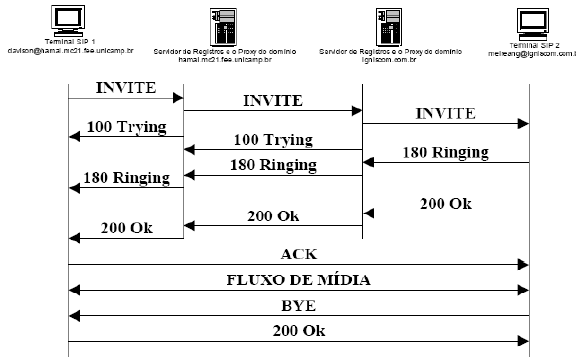 Terminal SIP 1
davison@hamal.mc21.fee.unicamp.br
Servidor de Registros e o Proxy do domínio
hamal.mc21.fee.unicamp.br
Servidor de Registros e o Proxy do domínio
igniscom.com.br
Terminal SIP 2
INVITE
INVITE
INVITE
100 Trying
100 Trying
180 Ringing
180 Ringing
180 Ringing
200 Ok
200 Ok
200 Ok
ACK
FLUXO DE MÍDIA
BYE
200 Ok